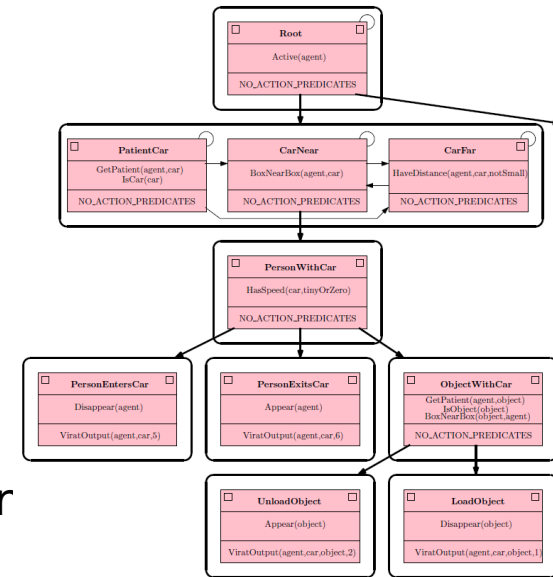 Root
Active(agent)
NO_ACTION_PREDICATES
PatientCar
GetPatient(agent,car)
IsCar(car)
NO_ACTION_PREDICATES
CarNear
BoxNearBox(agent,car)
NO_ACTION_PREDICATES
CarFar
HaveDistance(agent,car,notSmall)
NO_ACTION_PREDICATES
PersonWithCar
HasSpeed(car,tinyOrZero)
NO_ACTION_PREDICATES
PersonEntersCar
Disappear(agent)
ViratOutput(agent,car,5)
PersonExitsCar
Appear(agent)
ViratOutput(agent,car,6)
ObjectWithCar
GetPatient(agent,object)
IsObject(object)
BoxNearBox(object,agent)
NO_ACTION_PREDICATES
r
UnloadObject
Appear(object)
ViratOutput(agent,car,object,2)
LoadObject
Disappear(object)
ViratOutput(agent,car,object,1)